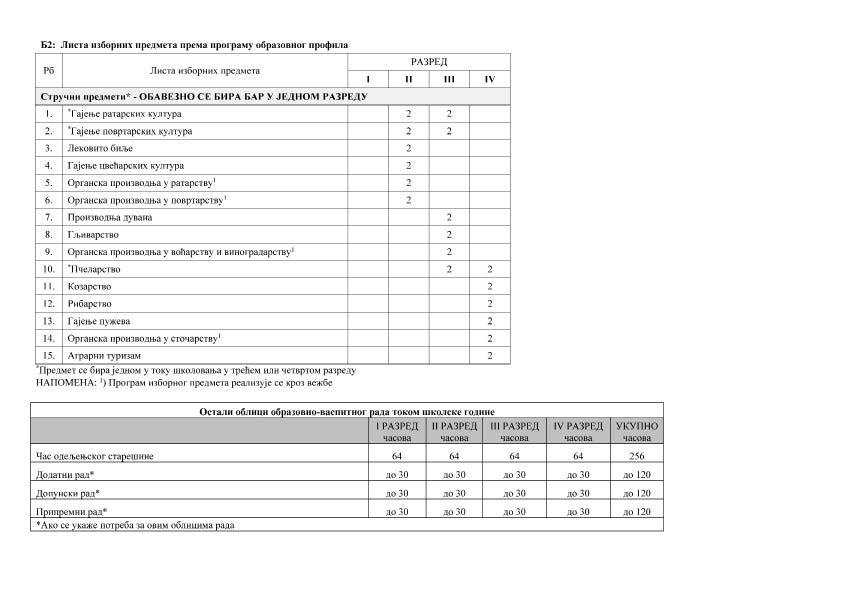 Б2: Листа изборних предмета према програму образовног профила
Рб Листа изборних предмета РАЗРЕД
I II III IV
Стручни предмети* - ОБАВЕЗНО СЕ БИРА БАР У ЈЕДНОМ РАЗРЕДУ
1. *Гајење ратарских култура 2 2
2. *Гајење повртарских култура 2 2
3. Лековито биље 2
4. Гајење цвећарских култура 2
5. Органска производња у ратарству¹ 2
6. Органска производња у повртарству¹ 2
7. Производња дувана 2
8. Гљиварство 2
9. Органска производња у воћарству и виноградарству¹ 2
10. *Пчеларство 2 2
11. Козарство 2
12. Рибарство 2
13. Гајење пужева 2
14. Органска производња у сточарству¹ 2
15. Аграрни туризам 2
*Предмет се бира једном у току школовања у трећем или четвртом разреду
НАПОМЕНА: ¹) Програм изборног предмета реализује се кроз вежбе
Остали облици образовно-васпитног рада током школске године
I РАЗРЕД II РАЗРЕД III РАЗРЕД IV РАЗРЕД УКУПНО
часова часова часова часова часова
Час одељењског старешине 64 64 64 64 256
Додатни рад* до 30 до 30 до 30 до 30 до 120
Допунски рад* до 30 до 30 до 30 до 30 до 120
Припремни рад* до 30 до 30 до 30 до 30 до 120
*Ако се укаже потреба за овим облицима рада